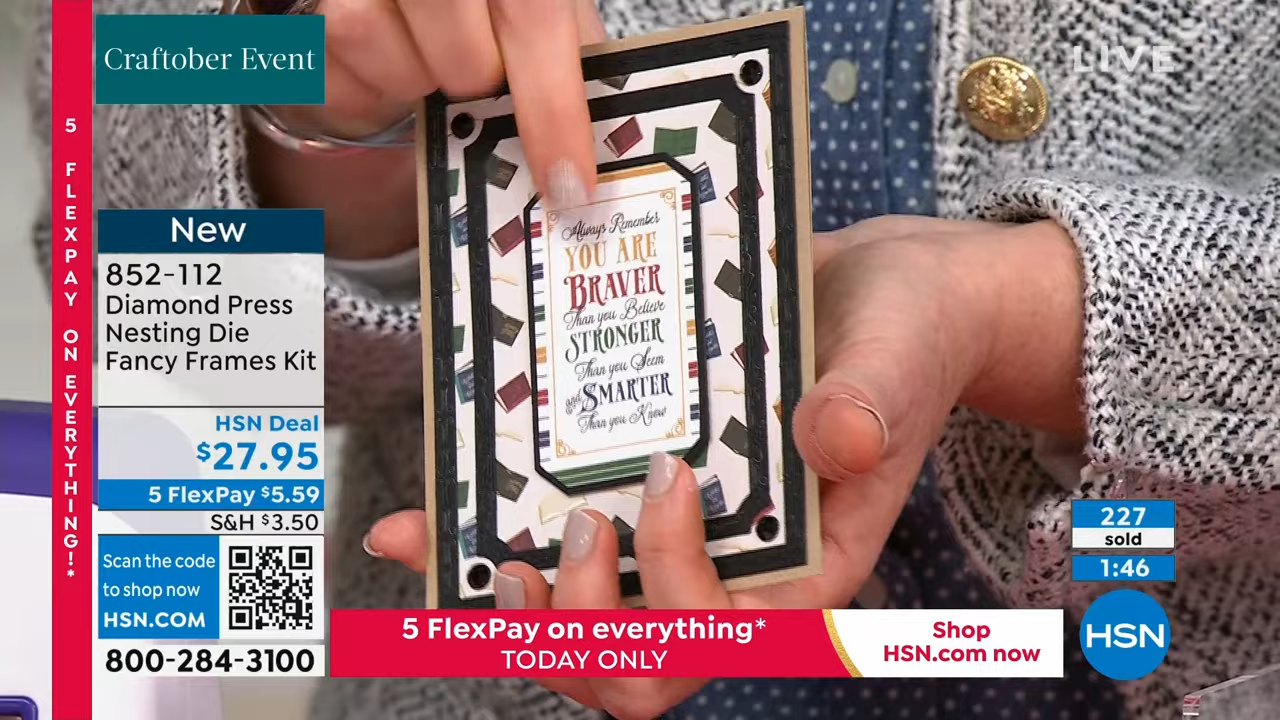 Craftober Event
LIVE
5 FLEXPAY ON EVERYTHING!*
New
852-112
Diamond Press
Nesting Die
Fancy Frames Kit
HSN Deal
$27.95
5 FlexPay $5.59
S&H $3.50
Scan the code
to shop now
HSN.COM
800-284-3100
Always Remember
YOU ARE
BRAVER
Than you Believe
STRONGER
Than you Seem
and SMARTER
Than you Know
227
sold
1:46
5 FlexPay on everything*
TODAY ONLY
Shop
HSN.com now
HSN